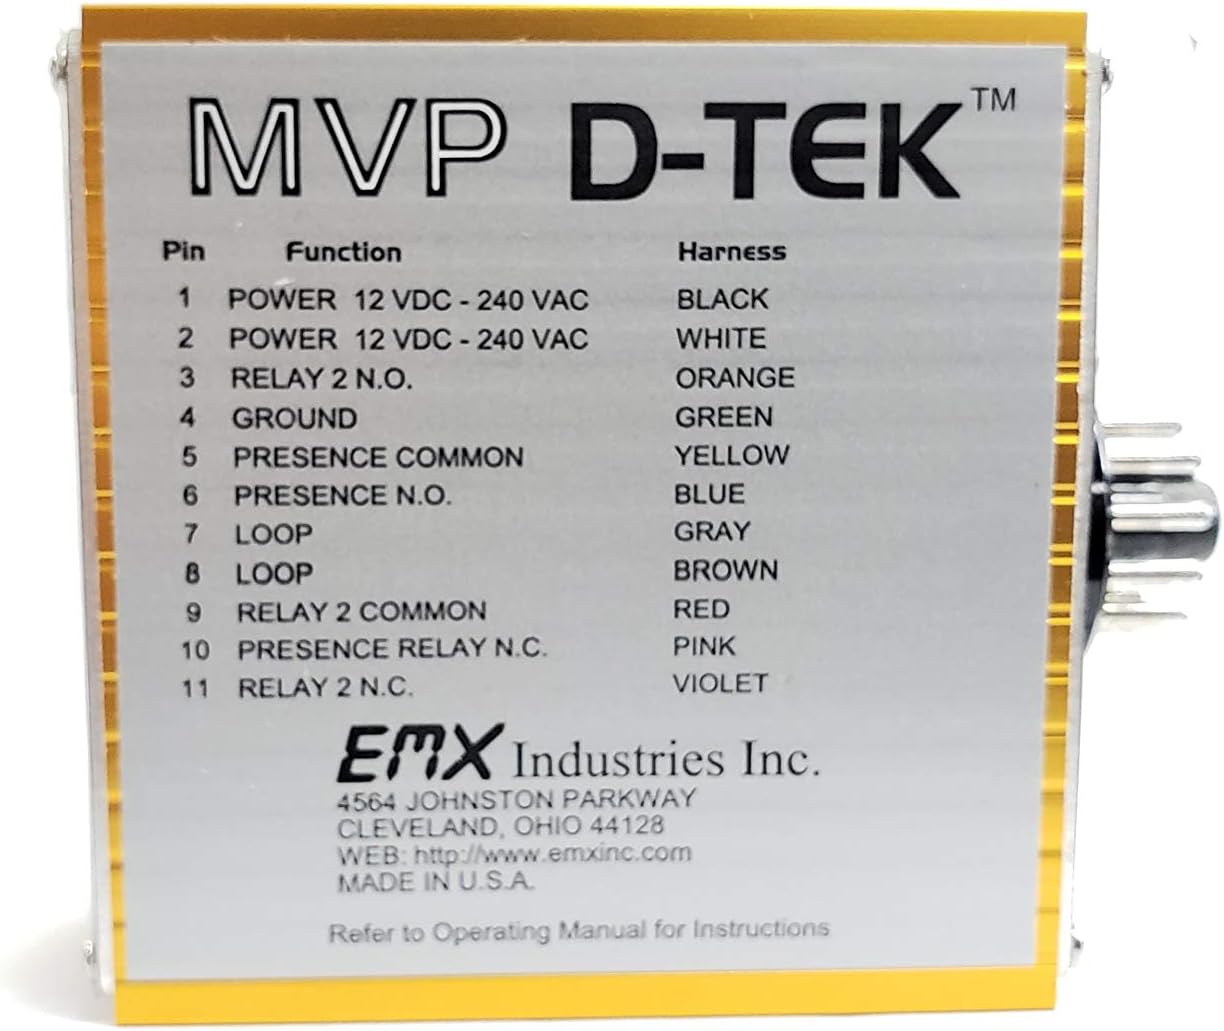 MVP D-TEK™
Pin Function Harness
1 POWER 12 VDC - 240 VAC BLACK
2 POWER 12 VDC - 240 VAC WHITE
3 RELAY 2 N.O. ORANGE
4 GROUND GREEN
5 PRESENCE COMMON YELLOW
6 PRESENCE N.O. BLUE
7 LOOP GRAY
8 LOOP BROWN
9 RELAY 2 COMMON RED
10 PRESENCE RELAY N.C. PINK
11 RELAY 2 N.C. VIOLET
EMX Industries Inc.
4564 JOHNSTON PARKWAY
CLEVELAND, OHIO 44128
WEB: http://www.emxinc.com
MADE IN U.S.A.
Refer to Operating Manual for Instructions